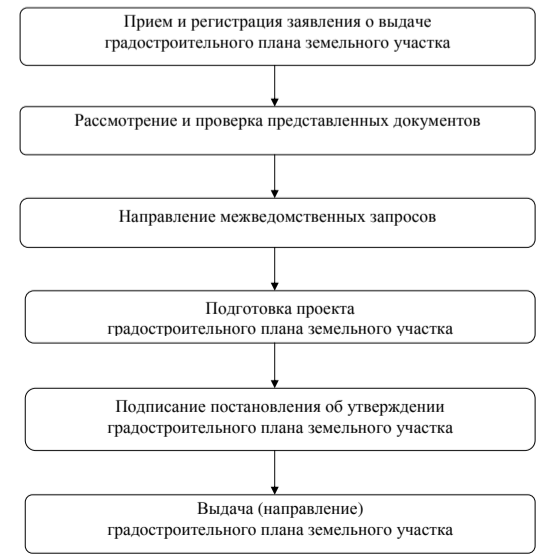 Прием и регистрация заявления о выдаче
градостроительного плана земельного участка
Рассмотрение и проверка представленных документов
Направление межведомственных запросов
Подготовка проекта
градостроительного плана земельного участка
Подписание постановления об утверждении
градостроительного плана земельного участка
Выдача (направление)
градостроительного плана земельного участка